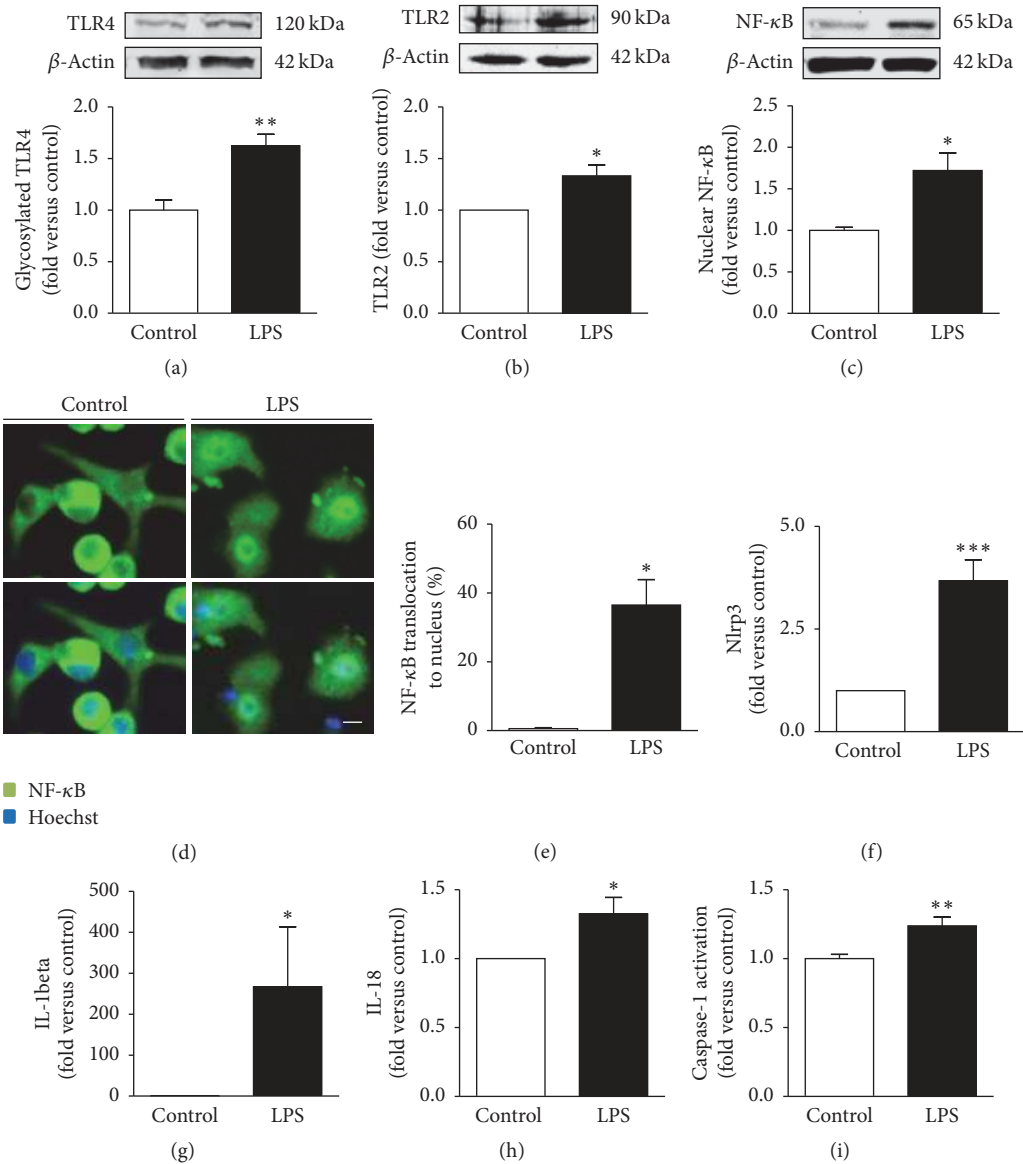 TLR4
120 kDa
β-Actin
42 kDa
Glycosylated TLR4
(fold versus control)
2.0
1.5
1.0
0.5
0.0
**
Control
LPS
(a)
TLR2
90 kDa
β-Actin
42 kDa
TLR2 (fold versus control)
2.0
1.5
1.0
0.5
0.0
*
Control
LPS
(b)
NF-κB
65 kDa
β-Actin
42 kDa
Nuclear NF-κB
(fold versus control)
2.5
2.0
1.5
1.0
0.5
0.0
*
Control
LPS
(c)
Control
LPS
NF-κB
Hoechst
(d)
NF-κB translocation
to nucleus (%)
60
40
20
0
*
Control
LPS
(e)
Nlrp3
(fold versus control)
5.0
2.5
0.0
***
Control
LPS
(f)
IL-1beta
(fold versus control)
500
400
300
200
100
0
*
Control
LPS
(g)
IL-18
(fold versus control)
1.5
1.0
0.5
0.0
*
Control
LPS
(h)
Caspase-1 activation
(fold versus control)
1.5
1.0
0.5
0.0
**
Control
LPS
(i)